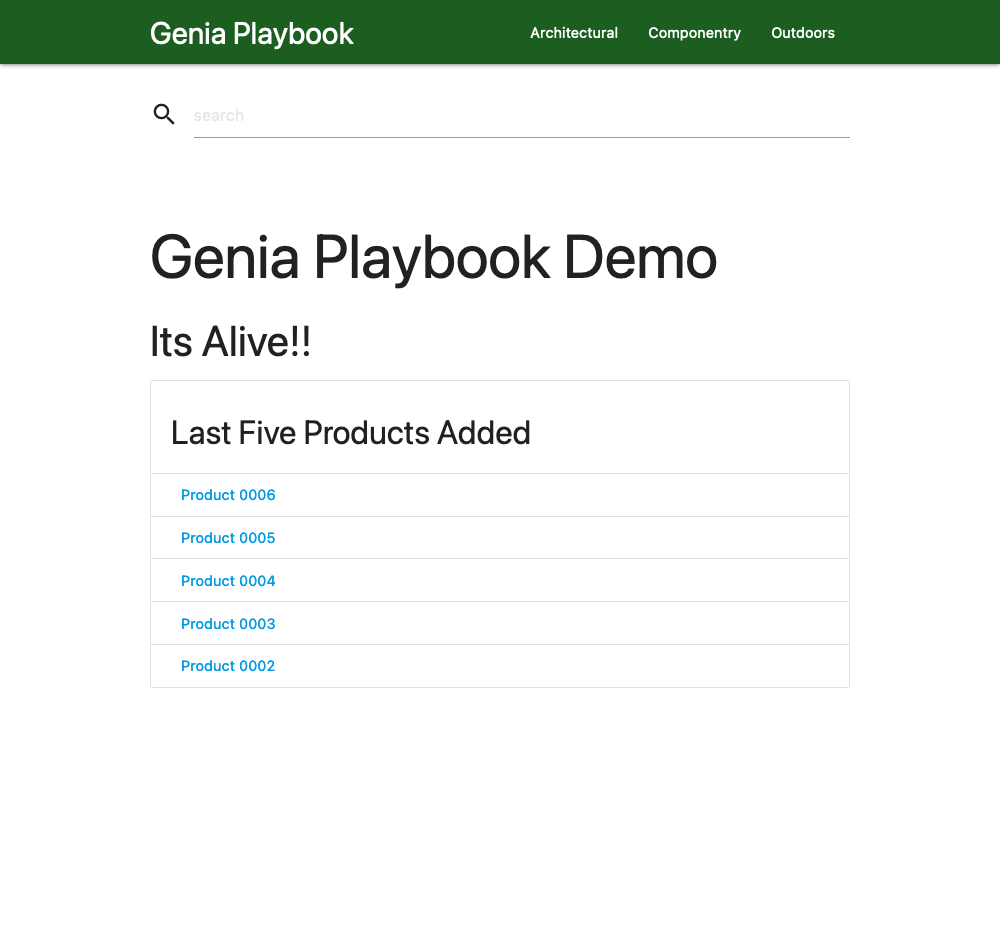 Genia Playbook
Architectural Componentry Outdoors
search
Genia Playbook Demo
Its Alive!!
Last Five Products Added
Product 0006
Product 0005
Product 0004
Product 0003
Product 0002